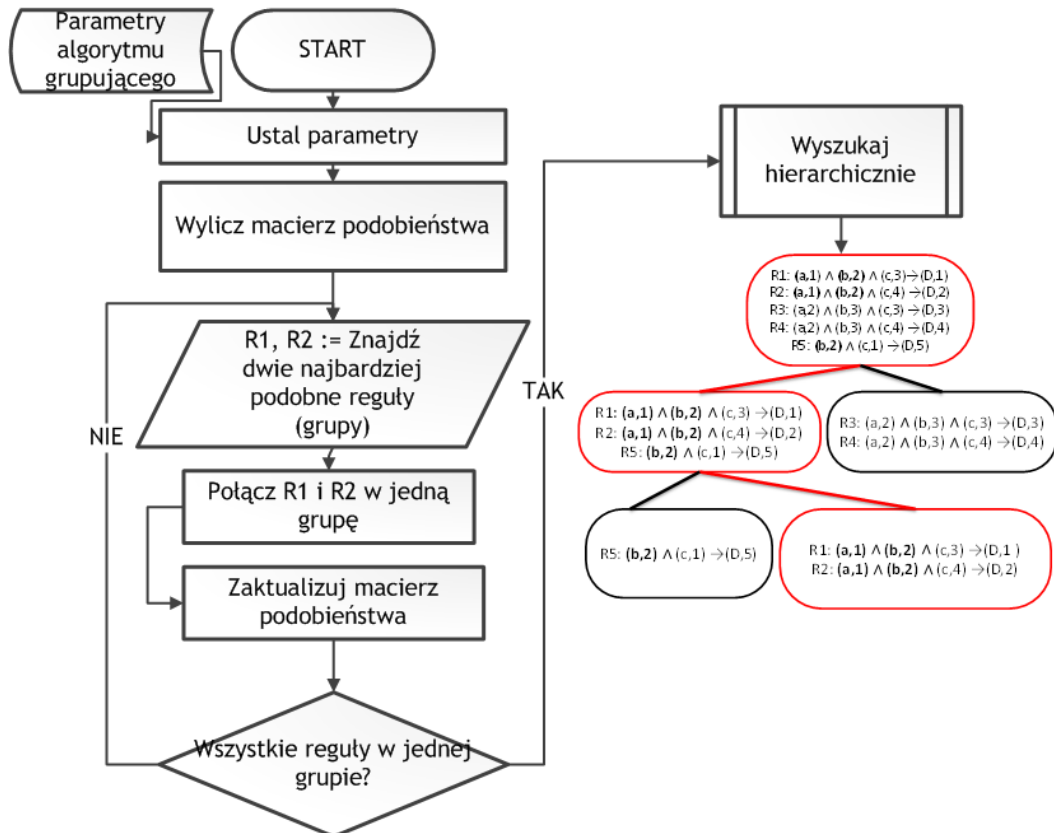 Parametry
algorytmu
grupującego
START
Ustal parametry
Wylicz macierz podobieństwa
R1, R2 := Znajdź
dwie najbardziej
podobne reguły
(grupy)
NIE
Połącz R1 i R2 w jedną
grupę
Zaktualizuj macierz
podobieństwa
Wszystkie reguły w jednej
grupie?
TAK
Wyszukaj
hierarchicznie
R1: (a,1) ∧ (b,2) ∧ (c,3)→(D,1)
R2: (a,1) ∧ (b,2) ∧ (c,4) →(D,2)
R3: (a,2) ∧ (b,3) ∧ (c,3) →(D,3)
R4: (a,2) ∧ (b,3) ∧ (c,4) →(D,4)
R5: (b,2) ∧ (c,1) →(D,5)
R1: (a,1) ∧ (b,2) ∧ (c,3) →(D,1)
R2: (a,1) ∧ (b,2) ∧ (c,4) →(D,2)
R5: (b,2) ∧ (c,1) →(D,5)
R3: (a,2) ∧ (b,3) ∧ (c,3) →(D,3)
R4: (a,2) ∧ (b,3) ∧ (c,4) →(D,4)
R5: (b,2) ∧ (c,1) →(D,5)
R1: (a,1) ∧ (b,2) ∧ (c,3) →(D,1 )
R2: (a,1) ∧ (b,2) ∧ (c,4) →(D,2)